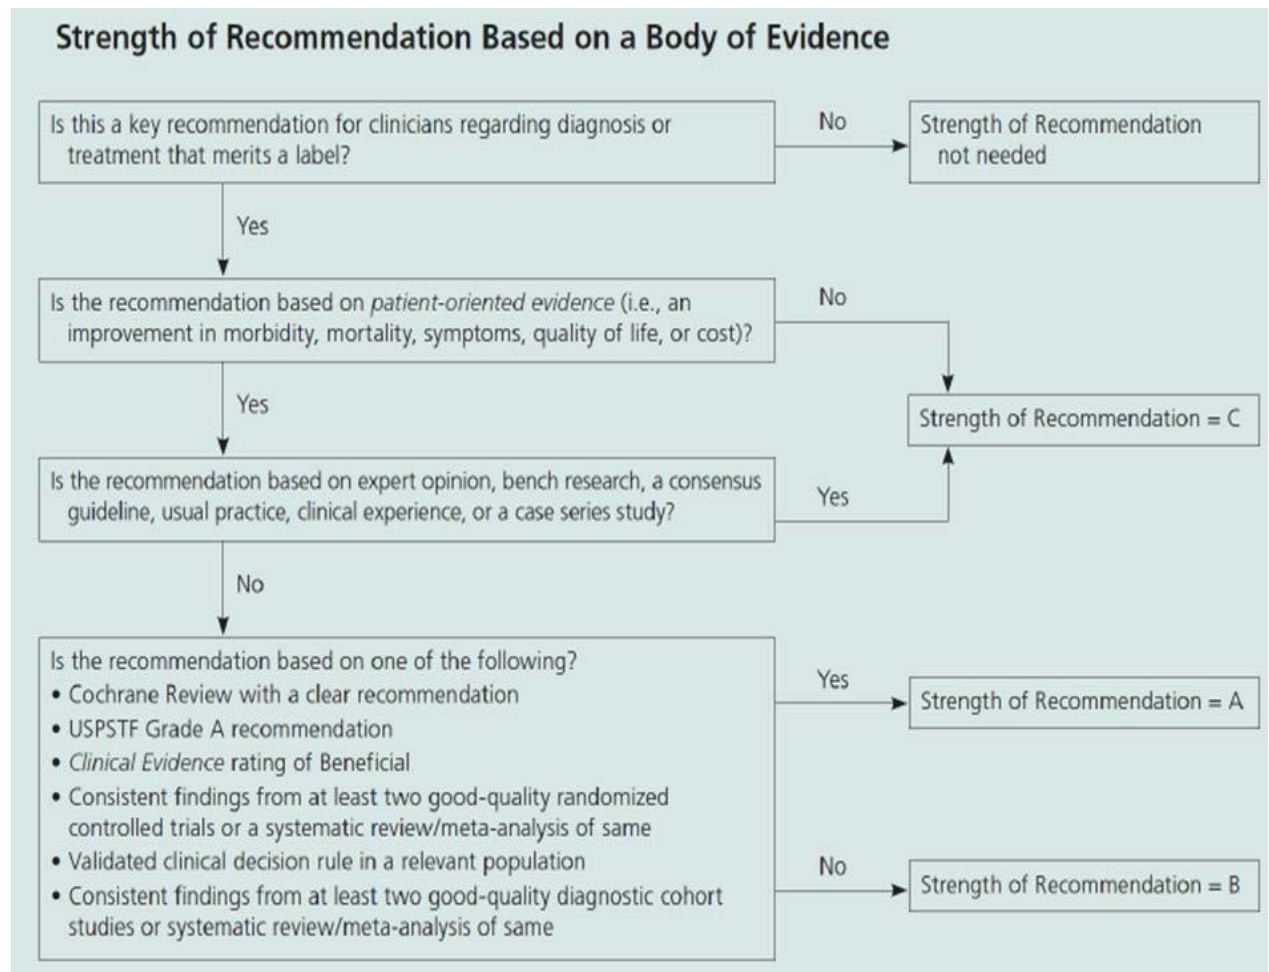 Strength of Recommendation Based on a Body of Evidence
Is this a key recommendation for clinicians regarding diagnosis or
treatment that merits a label?
No
Strength of Recommendation
not needed
Yes
Is the recommendation based on patient-oriented evidence (i.e., an
improvement in morbidity, mortality, symptoms, quality of life, or cost)?
No
Yes
Strength of Recommendation = C
Is the recommendation based on expert opinion, bench research, a consensus
guideline, usual practice, clinical experience, or a case series study?
Yes
No
Is the recommendation based on one of the following?
• Cochrane Review with a clear recommendation
• USPSTF Grade A recommendation
• Clinical Evidence rating of Beneficial
• Consistent findings from at least two good-quality randomized
controlled trials or a systematic review/meta-analysis of same
• Validated clinical decision rule in a relevant population
• Consistent findings from at least two good-quality diagnostic cohort
studies or systematic review/meta-analysis of same
Yes
Strength of Recommendation = A
No
Strength of Recommendation = B